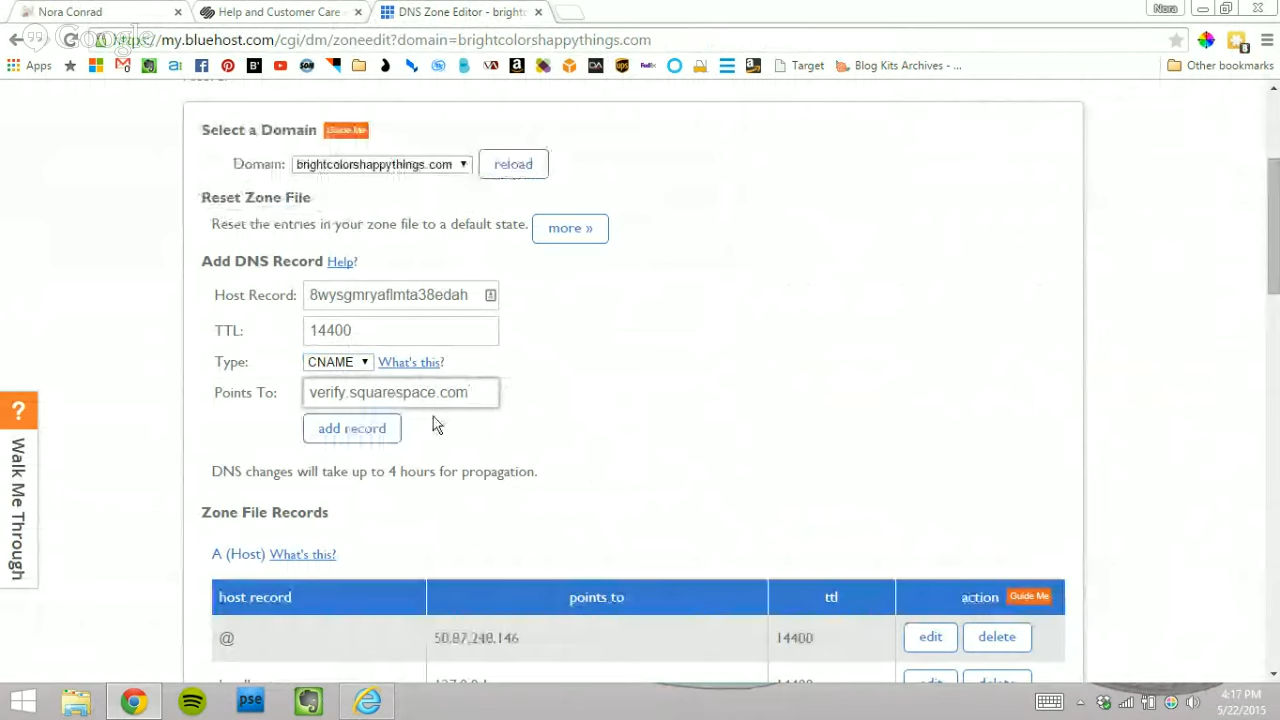 Nora Conrad
Help and Customer Care -
DNS Zone Editor - bright
Nora
Google
my.bluehost.com/cgi/dm/zoneedit?domain=brightcolorshappythings.com
Apps
Target
Blog Kits Archives - ...
Other bookmarks
Select a Domain Guide Me
Domain: brightcolorshappythings.com reload
Reset Zone File
Reset the entries in your zone file to a default state. more »
Add DNS Record Help?
Host Record: 8wysgmryaflmta38edah
TTL: 14400
Type: CNAME What's this?
Points To: verify.squarespace.com
add record
DNS changes will take up to 4 hours for propagation.
Zone File Records
A (Host) What's this?
host record points to ttl action Guide Me
@ 50.87.248.146 14400 edit delete
? Walk Me Through
pse
4:17 PM
5/22/2015